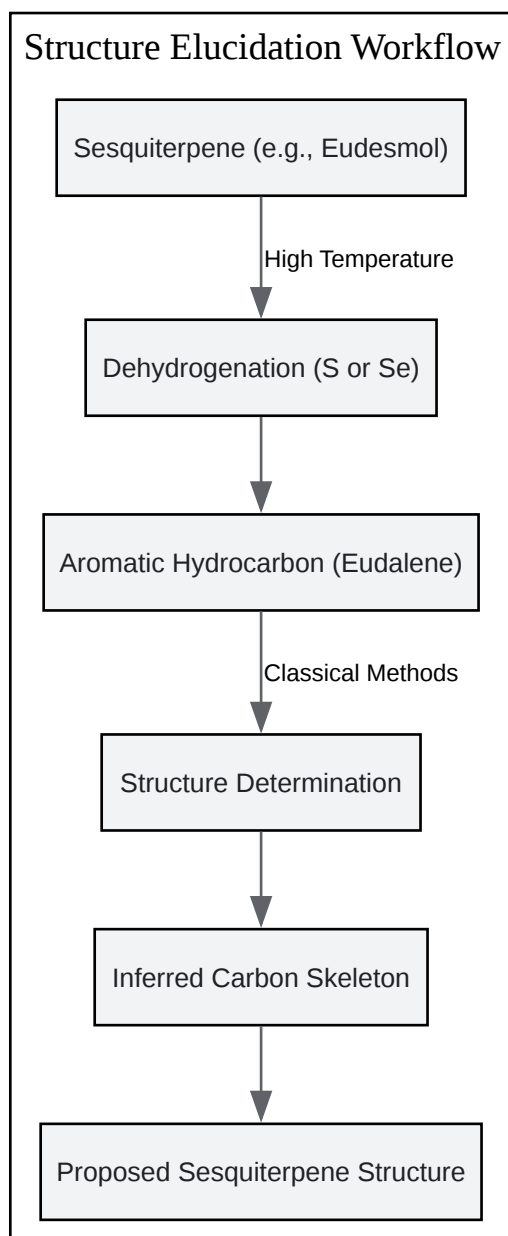 Structure Elucidation Workflow
Sesquiterpene (e.g., Eudesmol)
High Temperature
Dehydrogenation (S or Se)
Aromatic Hydrocarbon (Eudalene)
Classical Methods
Structure Determination
Inferred Carbon Skeleton
Proposed Sesquiterpene Structure